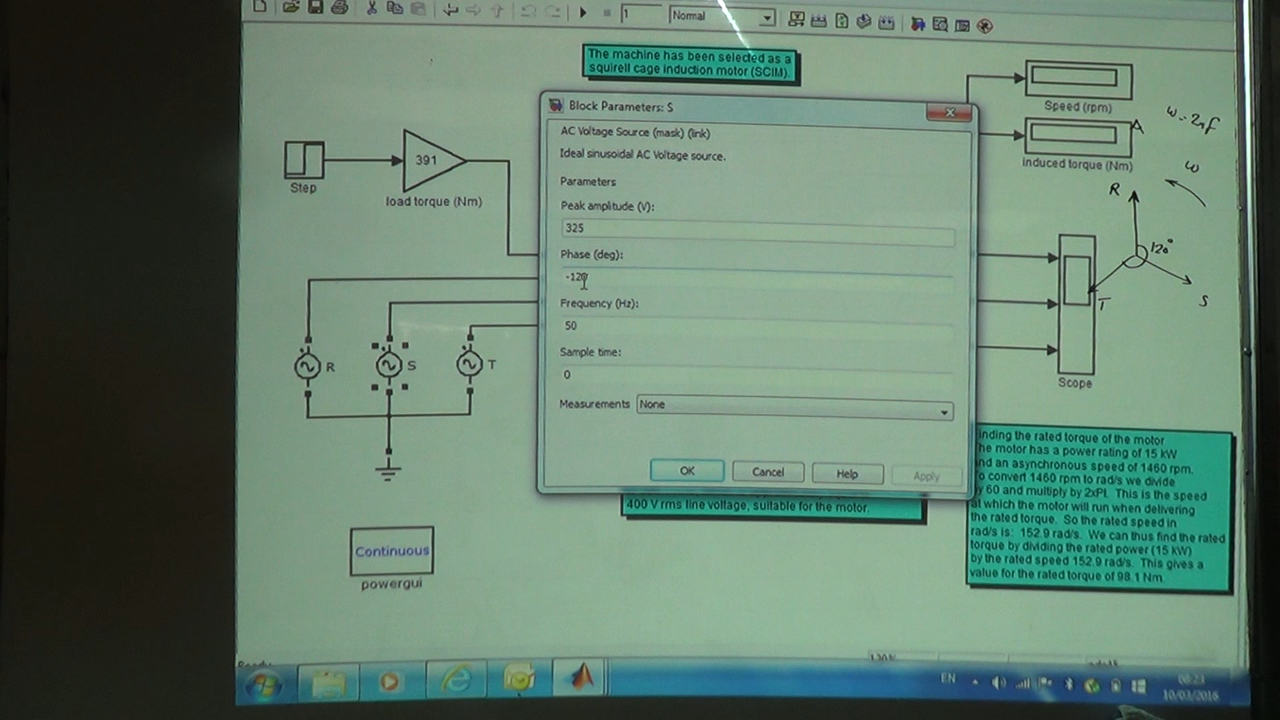 1
Normal
The machine has been selected as a
squirell cage induction motor (SCIM).
Speed (rpm)
induced torque (Nm)
A
ω=2πf
ω
R
120°
S
T
Step
391
load torque (Nm)
Block Parameters: S
AC Voltage Source (mask) (link)
Ideal sinusoidal AC Voltage source.
Parameters
Peak amplitude (V):
325
Phase (deg):
-120
Frequency (Hz):
50
Sample time:
0
Measurements None
OK Cancel Help Apply
R
S
T
Scope
400 V rms line voltage, suitable for the motor.
inding the rated torque of the motor
he motor has a power rating of 15 kW
nd an asynchronous speed of 1460 rpm.
o convert 1460 rpm to rad/s we divide
y 60 and multiply by 2xPI. This is the speed
at which the motor will run when delivering
the rated torque. So the rated speed in
rad/s is: 152.9 rad/s. We can thus find the rated
torque by dividing the rated power (15 kW)
by the rated speed 152.9 rad/s. This gives a
value for the rated torque of 98.1 Nm
Continuous
powergui
EN
08:23
10/03/2016